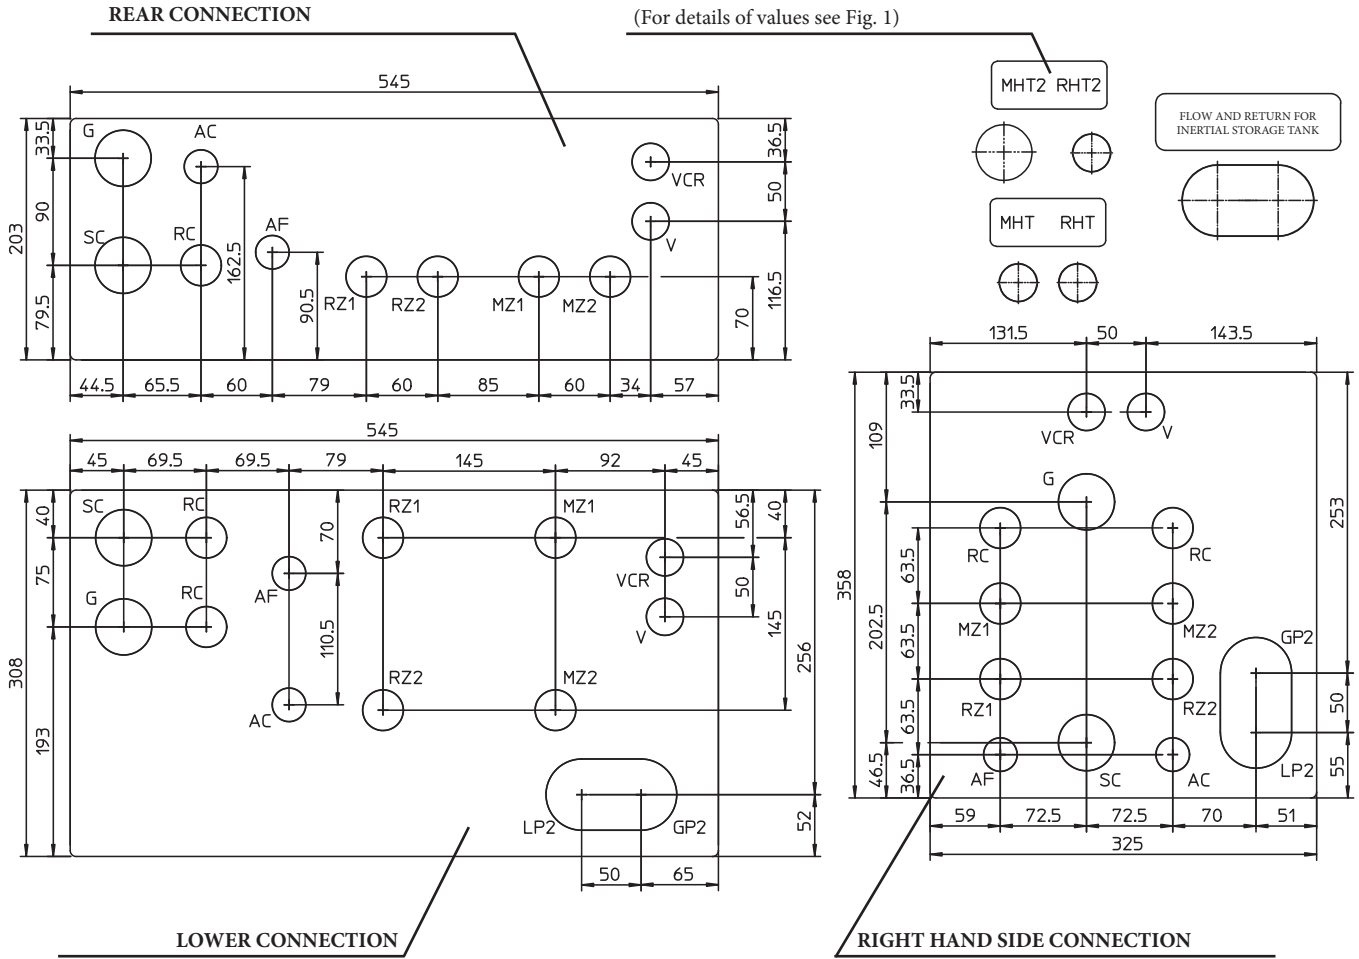 REAR CONNECTION
(For details of values see Fig. 1)
545
G
AC
VCR
SC
RC
AF
V
RZ1
RZ2
MZ1
MZ2
203
33.5
90
79.5
162.5
90.5
36.5
50
116.5
70
44.5 65.5 60 79 60 85 60 34 57
MHT2 RHT2
FLOW AND RETURN FOR
INERTIAL STORAGE TANK
MHT RHT
545
45 69.5 69.5 79 145 92 45
SC
RC
RZ1
MZ1
VCR
G
RC
AF
V
RZ2
MZ2
AC
LP2
GP2
308
40
75
193
70
110.5
56.5
50
40
145
256
52
50 65
LOWER CONNECTION
131.5 50 143.5
VCR
V
G
RC
RC
MZ1
MZ2
GP2
RZ1
RZ2
LP2
AF
SC
AC
358
33.5
109
202.5
46.5
63.5
63.5
63.5
36.5
253
50
55
59 72.5 72.5 70 51
325
RIGHT HAND SIDE CONNECTION